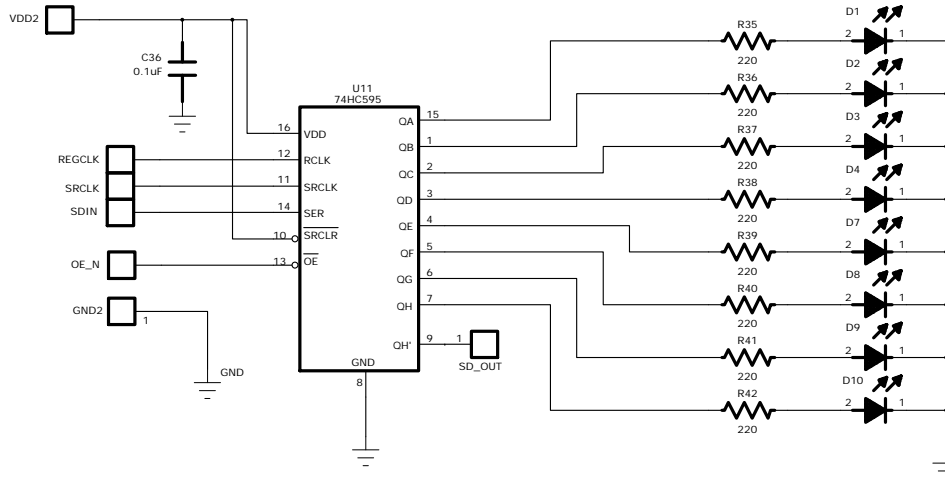 VDD2
C36
0.1uF
U11
74HC595
16
VDD
12
RCLK
11
SRCLK
14
SER
10
SRCLR
13
OE
GND
8
QA
15
QB
1
QC
2
QD
3
QE
4
QF
5
QG
6
QH
7
QH'
9
1
SD_OUT
REGCLK
SRCLK
SDIN
OE_N
GND2
1
GND
R35
220
D1
2
1
R36
220
D2
2
1
R37
220
D3
2
1
R38
220
D4
2
1
R39
220
D7
2
1
R40
220
D8
2
1
R41
220
D9
2
1
R42
220
D10
2
1